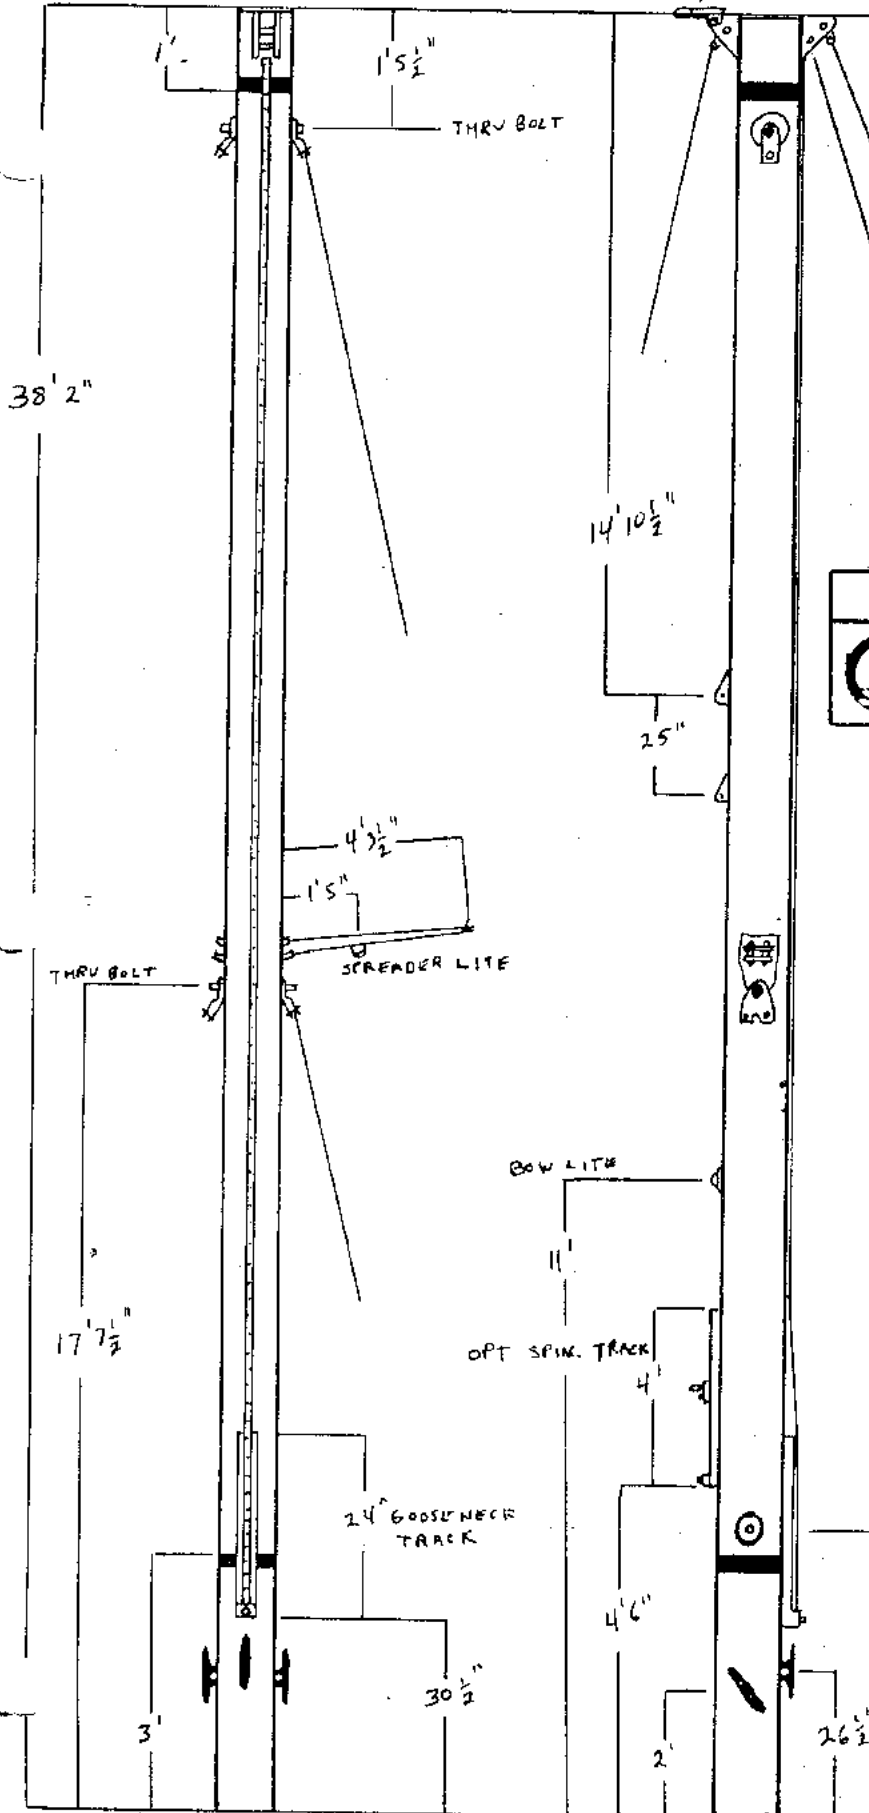 1'-
1'5½"
THRU BOLT
38'2"
14'10½"
25"
4'3½"
1'5"
SPREADER LITE
THRU BOLT
BOW LITE
11'
17'7½"
OPT SPIN. TRACK
4'
24" GOOSENECK
TRACK
4'6"
30½"
3'
2'
26½"